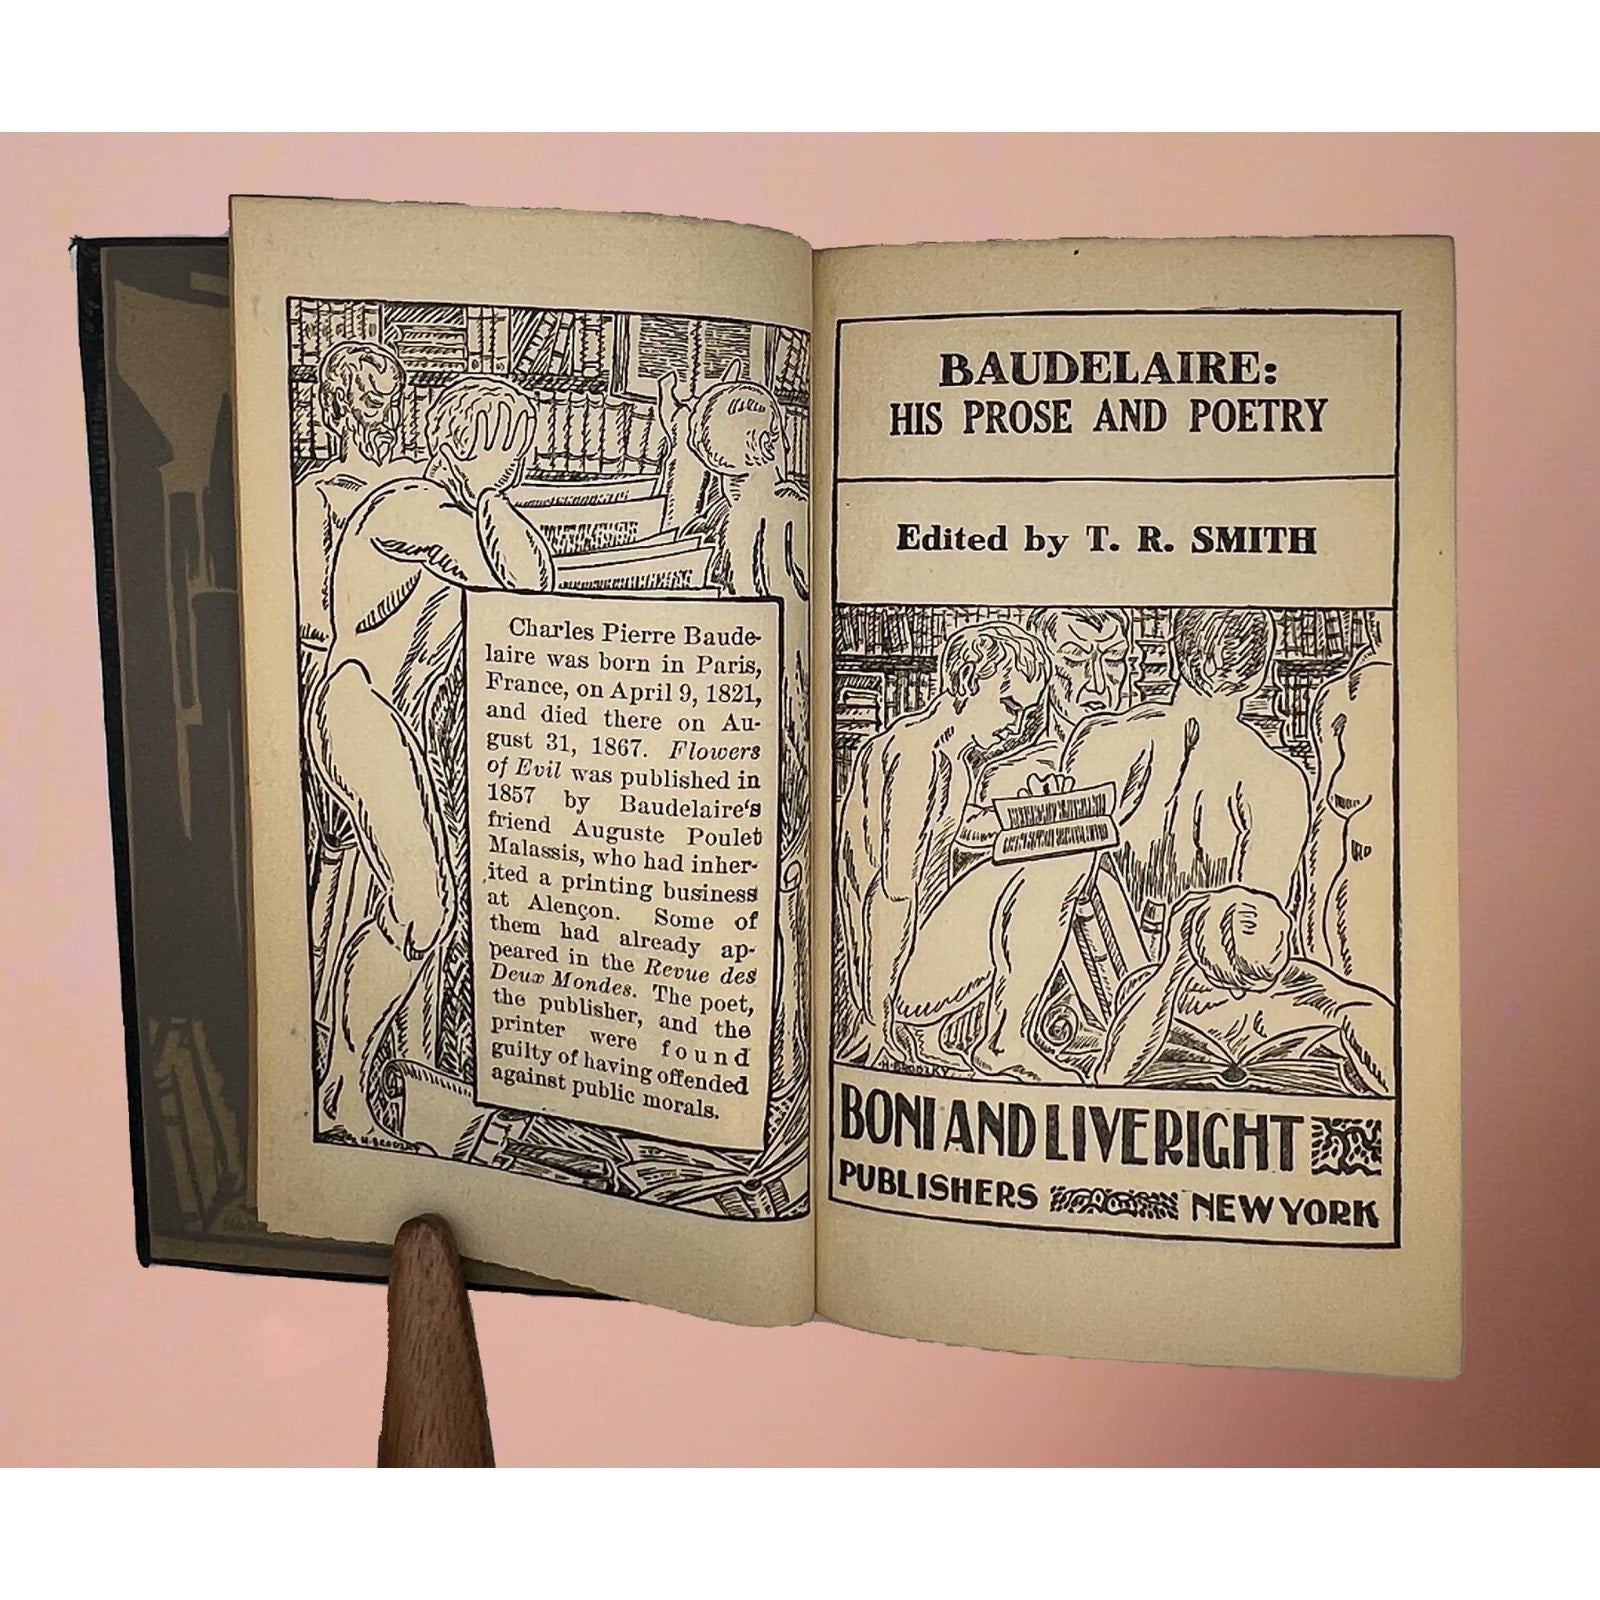 Charles Pierre Baude-
laire was born in Paris,
France, on April 9, 1821,
and died there on Au-
gust 31, 1867. Flowers
of Evil was published in
1857 by Baudelaire's
friend Auguste Poulet
Malassis, who had inher-
ited a printing business
at Alençon. Some of
them had already ap-
peared in the Revue des
Deux Mondes. The poet,
the publisher, and the
printer were found
guilty of having offended
against public morals.
H·BRODZKY
BAUDELAIRE:
HIS PROSE AND POETRY
Edited by T. R. SMITH
·H·BRODZKY·
BONI AND LIVERIGHT
PUBLISHERS NEW YORK